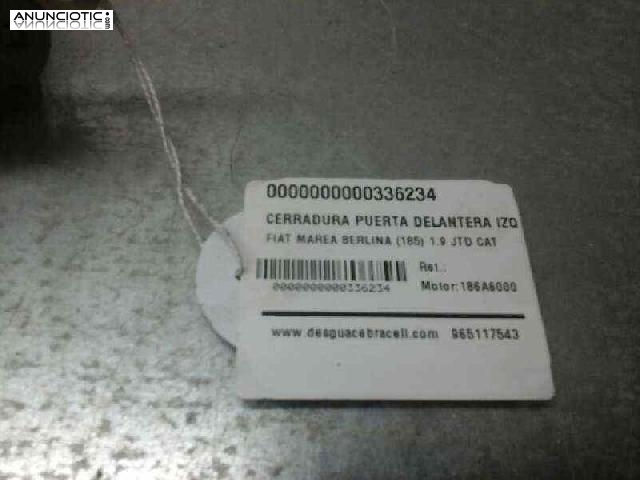 ANUNCIOTIC.es
0000000000336234
CERRADURA PUERTA DELANTERA IZQ
FIAT MAREA BERLINA (185) 1.9 JTD CAT
Ref.:
0000000000336234
Motor:186A6000
www.desguacebracell.com 965117543